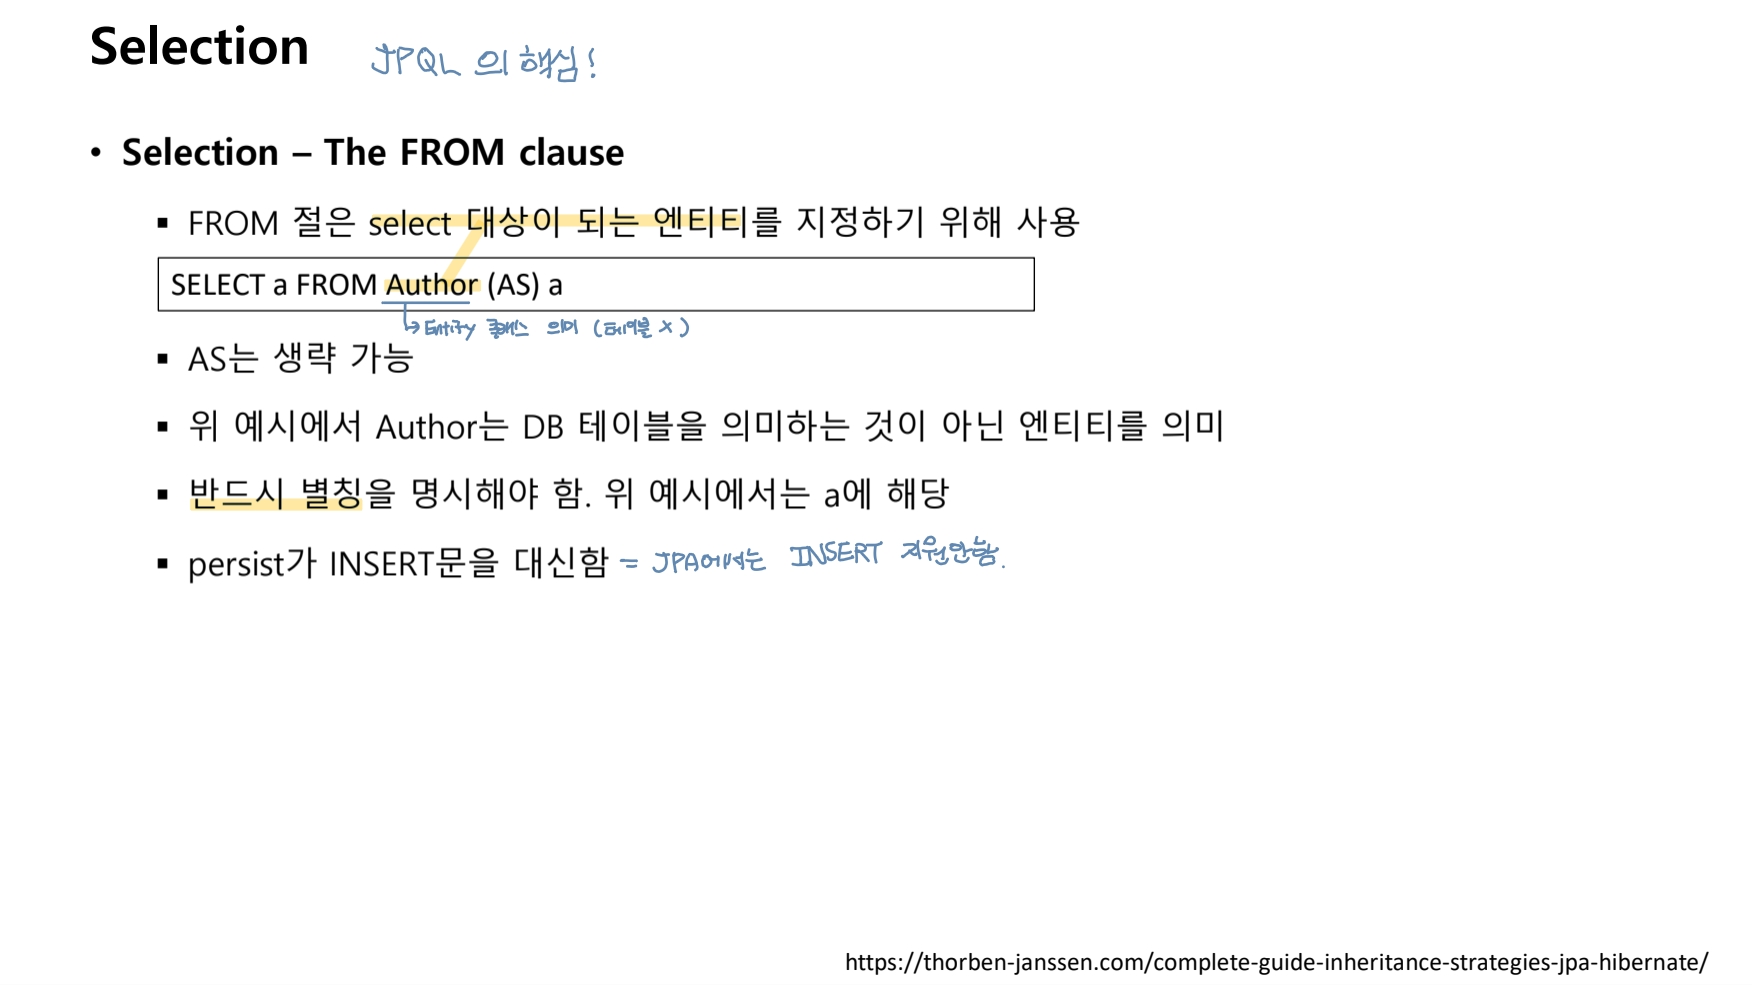 Selection JPQL의 핵심!
• Selection – The FROM clause
▪ FROM 절은 select 대상이 되는 엔티티를 지정하기 위해 사용
SELECT a FROM Author (AS) a
↳ Entity 클래스 의미 (테이블 X)
▪ AS는 생략 가능
▪ 위 예시에서 Author는 DB 테이블을 의미하는 것이 아닌 엔티티를 의미
▪ 반드시 별칭을 명시해야 함. 위 예시에서는 a에 해당
▪ persist가 INSERT문을 대신함 = JPA에서는 INSERT 지원안함.
https://thorben-janssen.com/complete-guide-inheritance-strategies-jpa-hibernate/